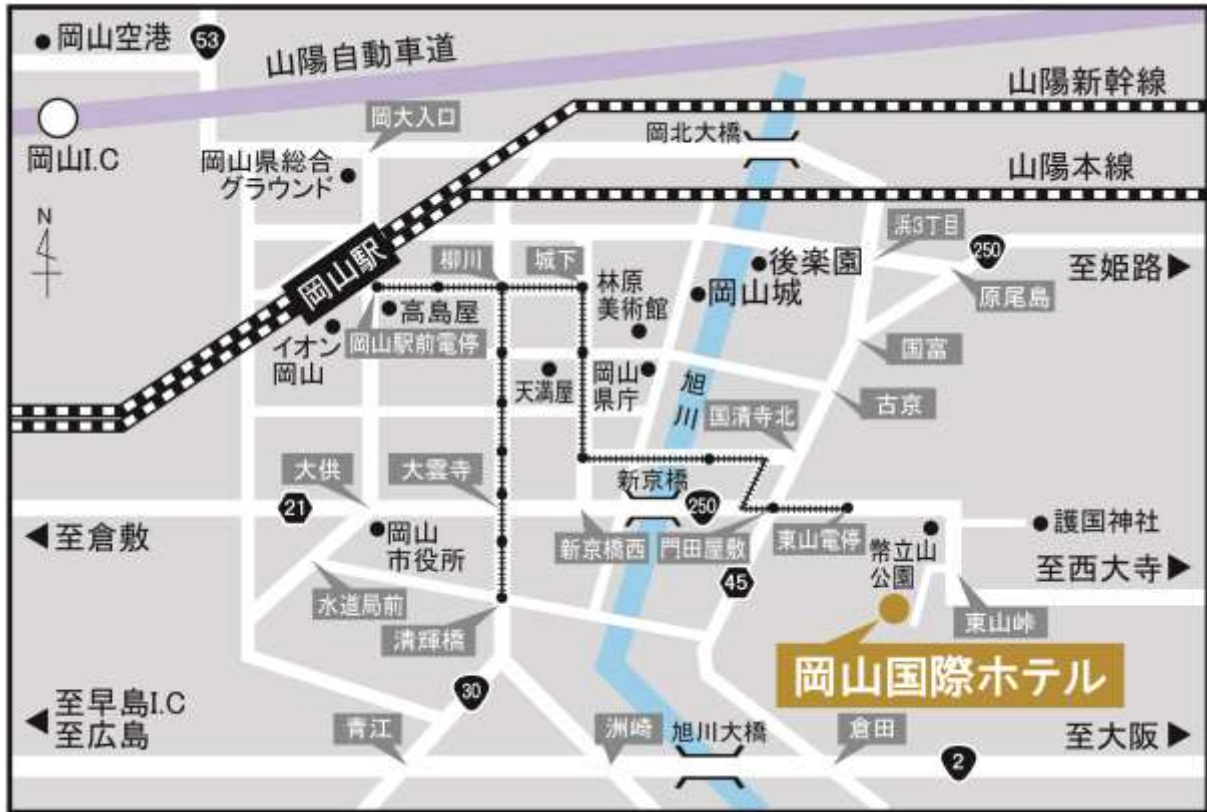 岡山空港
53
山陽自動車道
山陽新幹線
岡大入口
岡北大橋
岡山I.C
岡山県総合
グラウンド
山陽本線
N
浜3丁目
250
岡山駅
柳川
城下
林原
美術館
後楽園
岡山城
至姫路▶
原尾島
高島屋
イオン
岡山
岡山駅前電停
国富
天満屋
岡山
県庁
旭川
古京
国清寺北
大供
大雲寺
新京橋
21
250
◀至倉敷
岡山
市役所
新京橋西
門田屋敷
東山電停
幣立山
公園
護国神社
至西大寺▶
45
水道局前
清輝橋
東山峠
岡山国際ホテル
30
◀至早島I.C
至広島
青江
洲崎
旭川大橋
倉田
2
至大阪▶